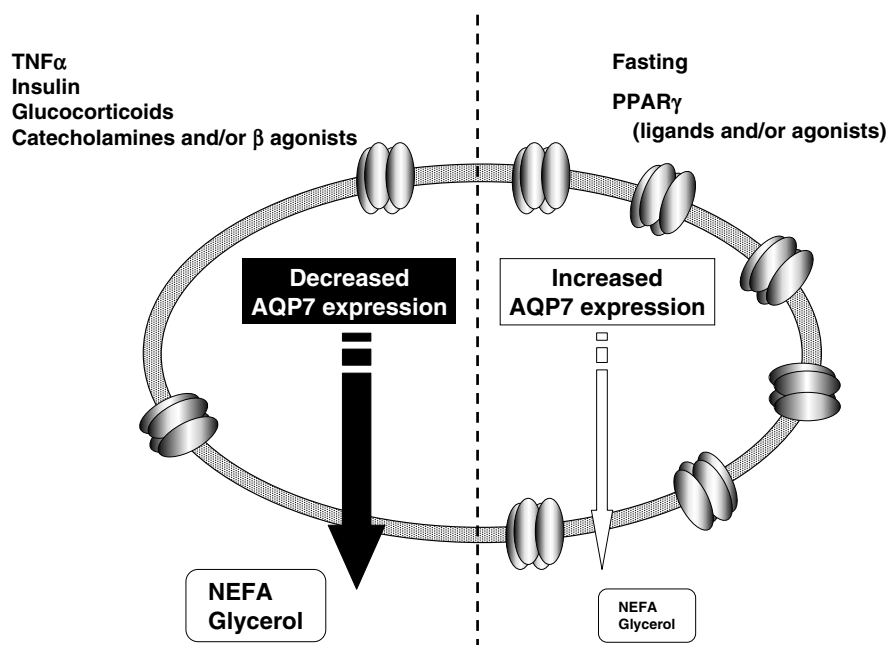 TNFα
Insulin
Glucocorticoids
Catecholamines and/or β agonists
Fasting
PPARγ
(ligands and/or agonists)
Decreased
AQP7 expression
Increased
AQP7 expression
NEFA
Glycerol
NEFA
Glycerol